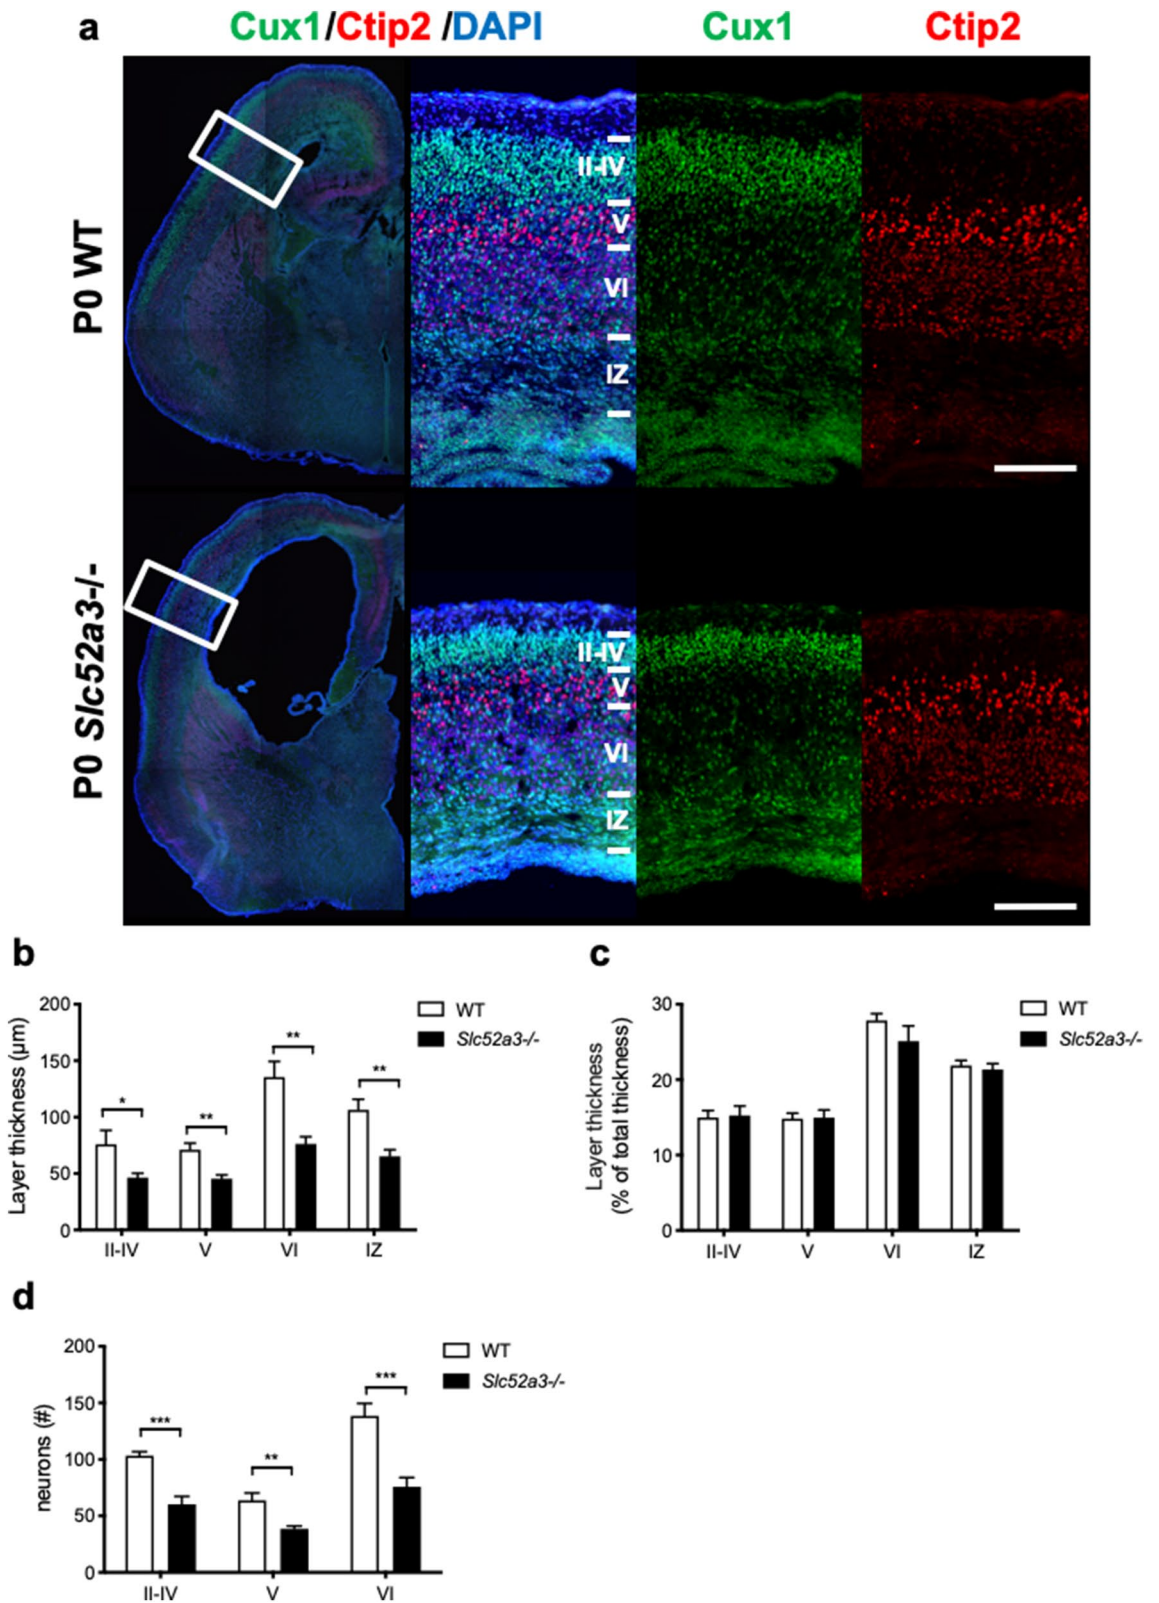 a
Cux1/Ctip2 /DAPI
Cux1
Ctip2
P0 WT
II-IV
V
VI
IZ
P0 Slc52a3-/-
II-IV
V
VI
IZ
b
Layer thickness (µm)
200
150
100
50
0
*
**
**
**
II-IV
V
VI
IZ
WT
Slc52a3-/-
c
Layer thickness
(% of total thickness)
30
20
10
0
II-IV
V
VI
IZ
WT
Slc52a3-/-
d
neurons (#)
200
150
100
50
0
***
**
***
II-IV
V
VI
WT
Slc52a3-/-